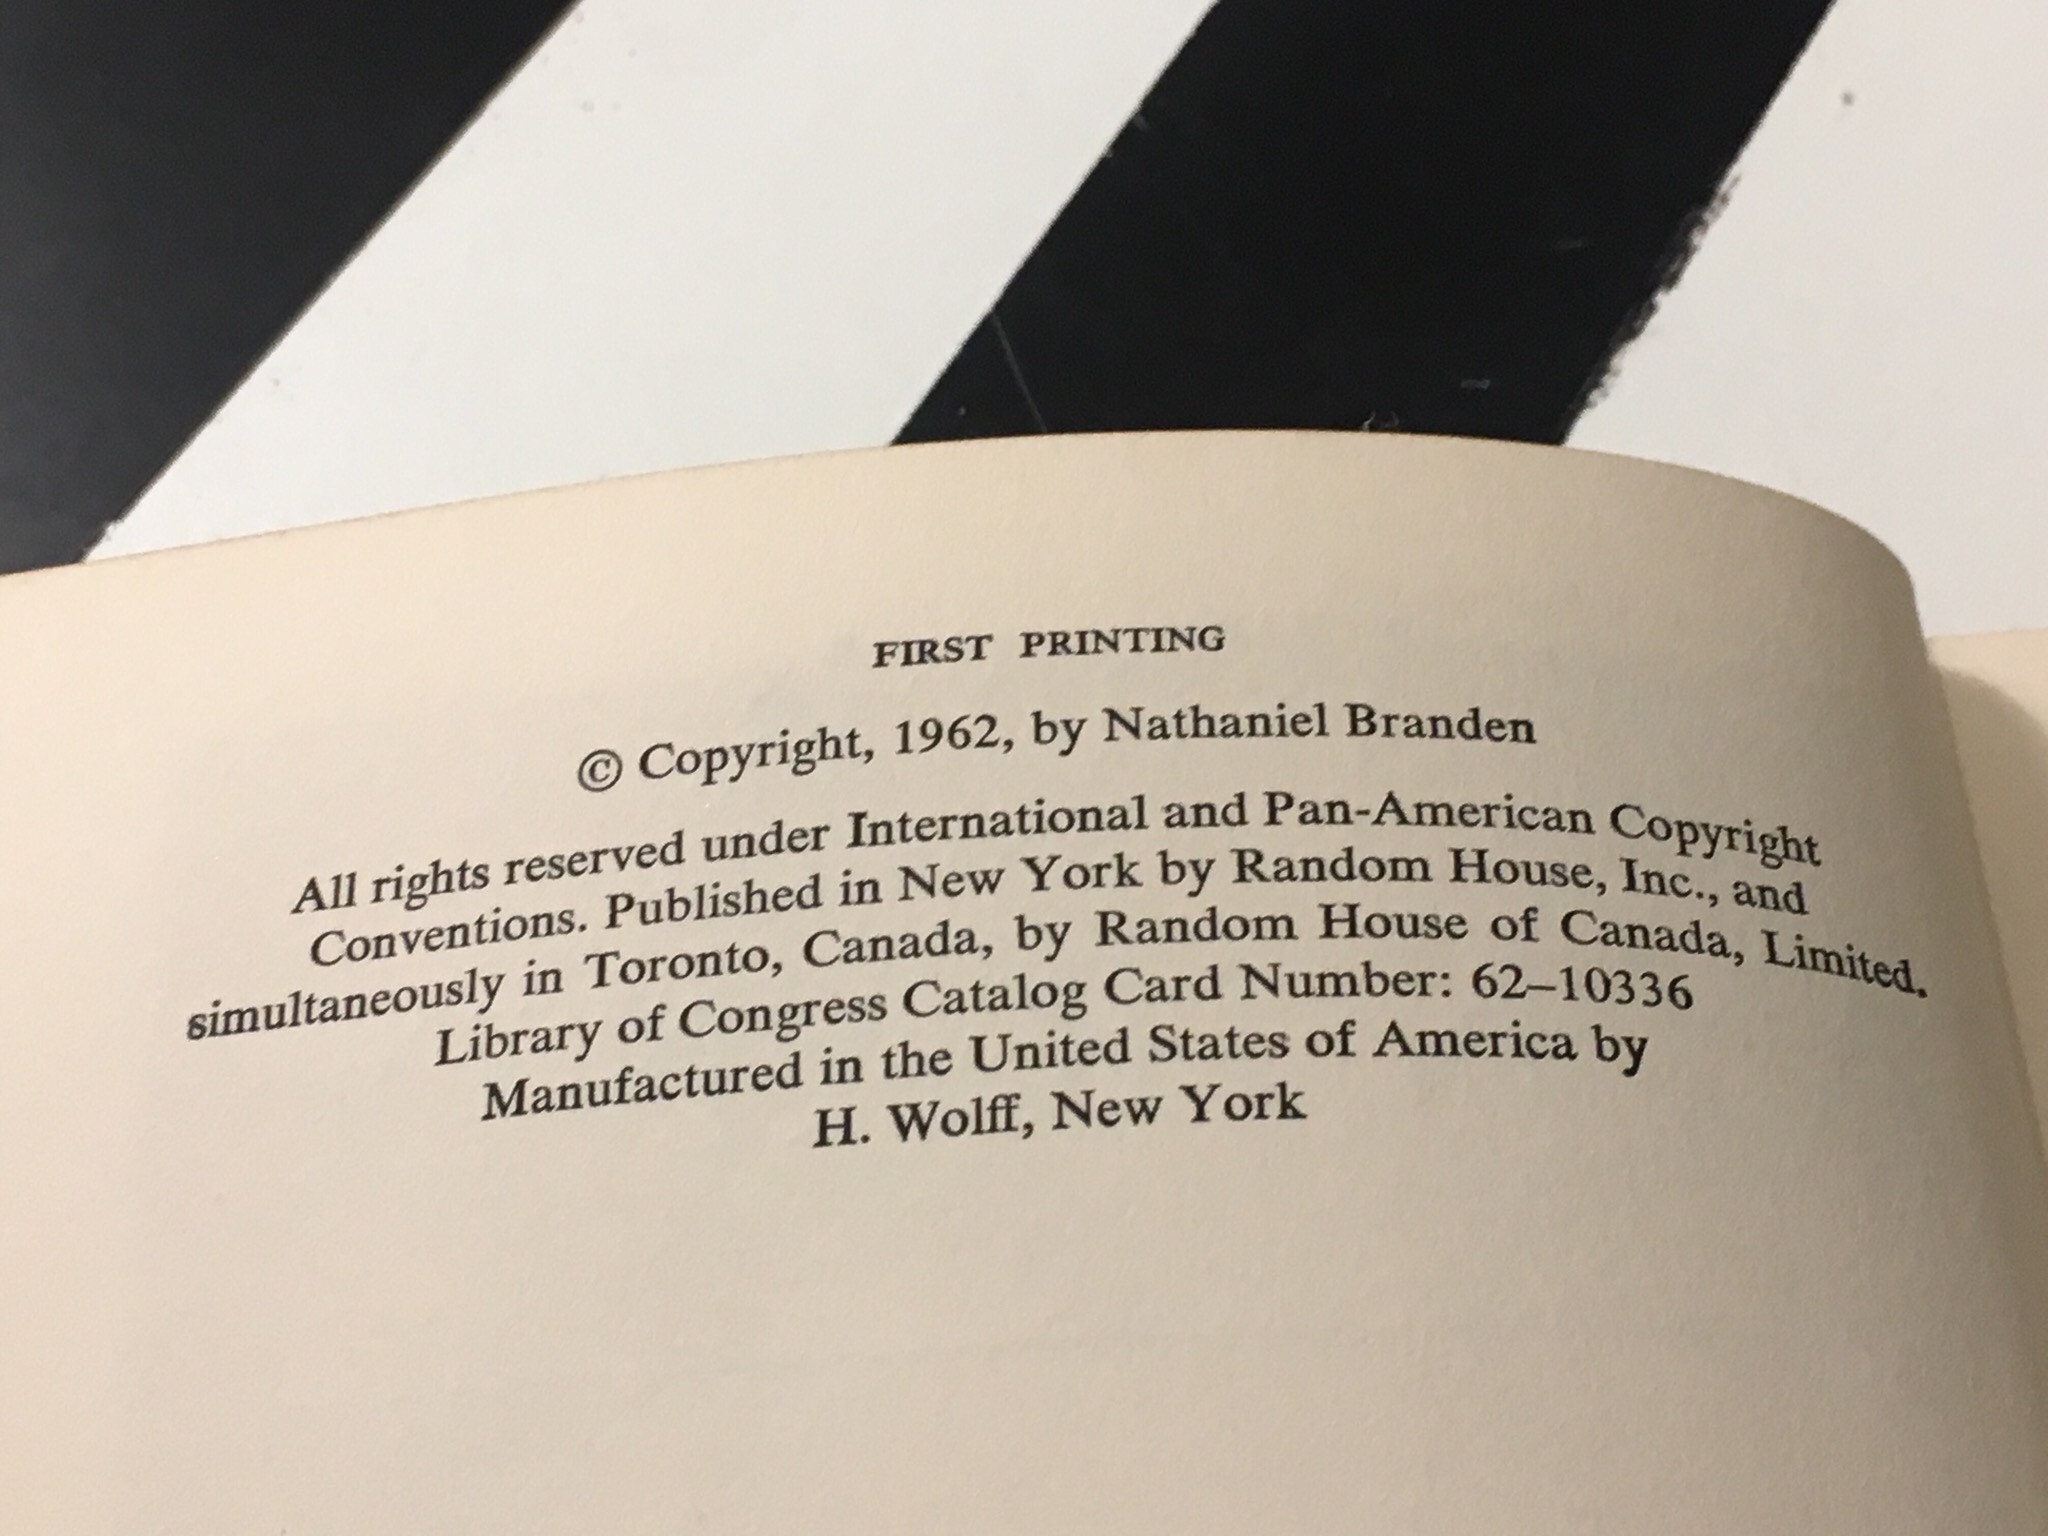 FIRST PRINTING
© Copyright, 1962, by Nathaniel Branden
All rights reserved under International and Pan-American Copyright
Conventions. Published in New York by Random House, Inc., and
simultaneously in Toronto, Canada, by Random House of Canada, Limited.
Library of Congress Catalog Card Number: 62–10336
Manufactured in the United States of America by
H. Wolff, New York